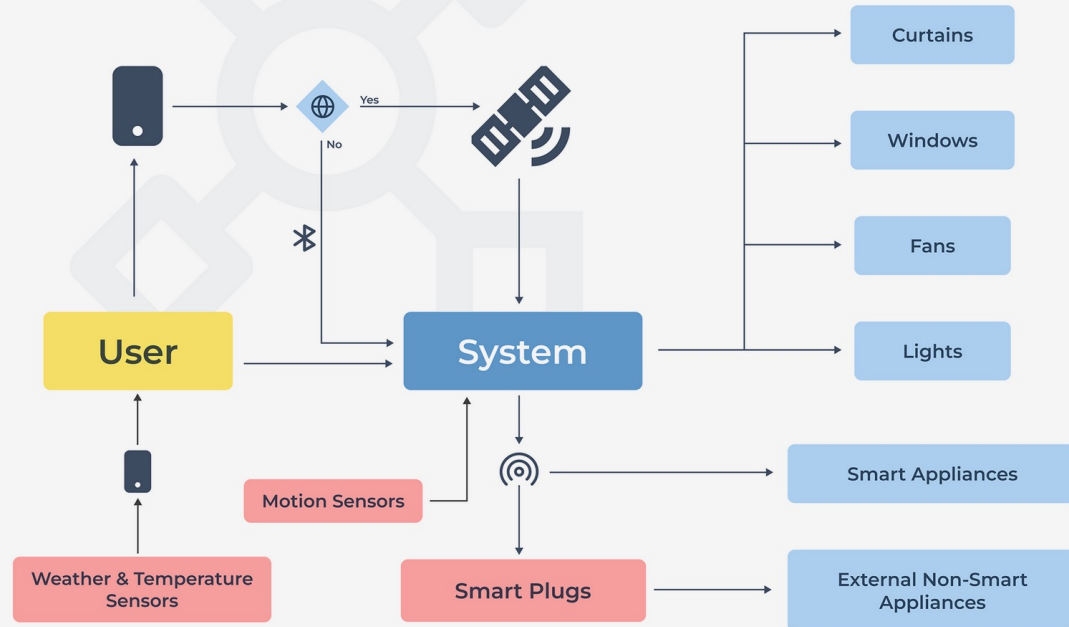 Curtains
Yes
No
Windows
Fans
User
System
Lights
Motion Sensors
Smart Appliances
Weather & Temperature
Sensors
Smart Plugs
External Non-Smart
Appliances